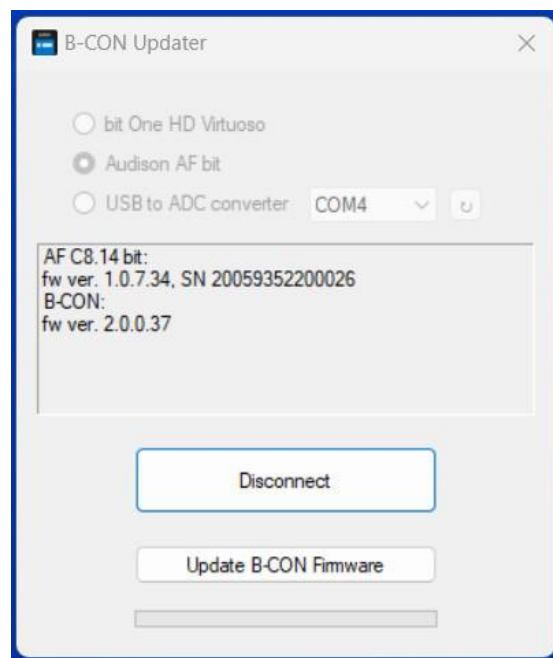 B-CON Updater
bit One HD Virtuoso
Audison AF bit
USB to ADC converter COM4
AF C8.14 bit:
fw ver. 1.0.7.34, SN 20059352200026
B-CON:
fw ver. 2.0.0.37
Disconnect
Update B-CON Firmware